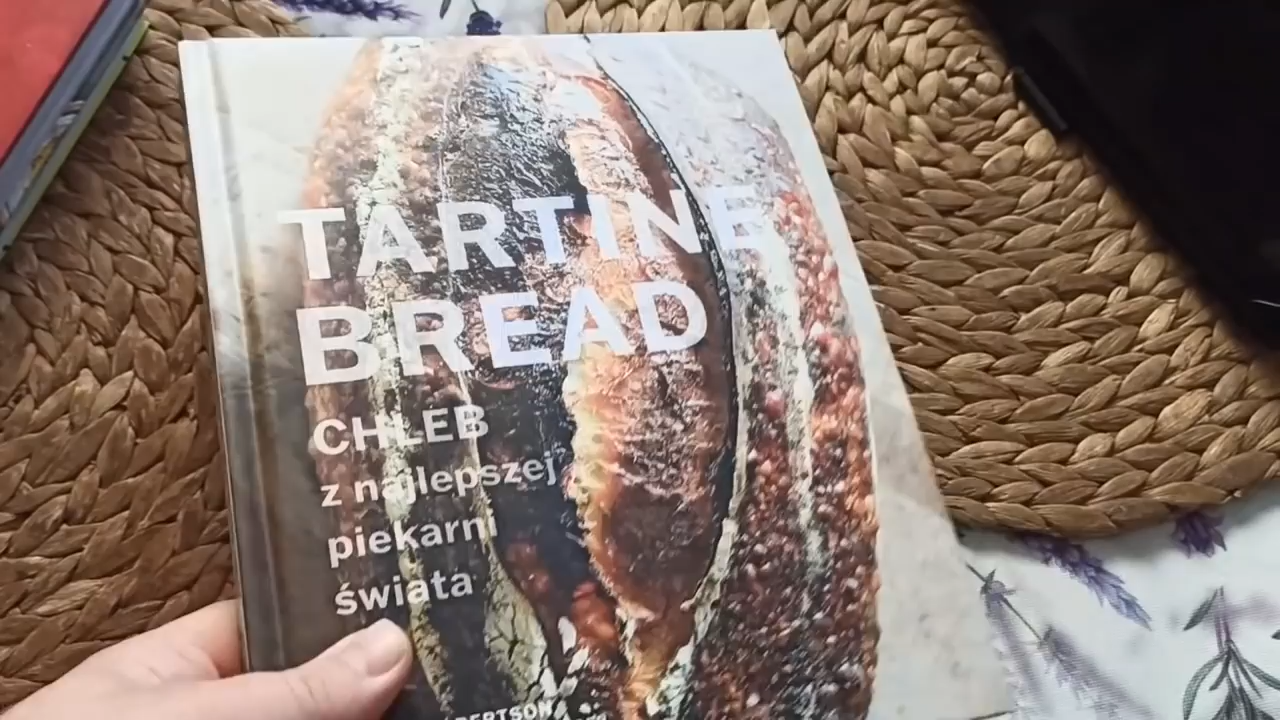 TARTINE
BREAD
CHLEB
z najlepszej
piekarni
świata